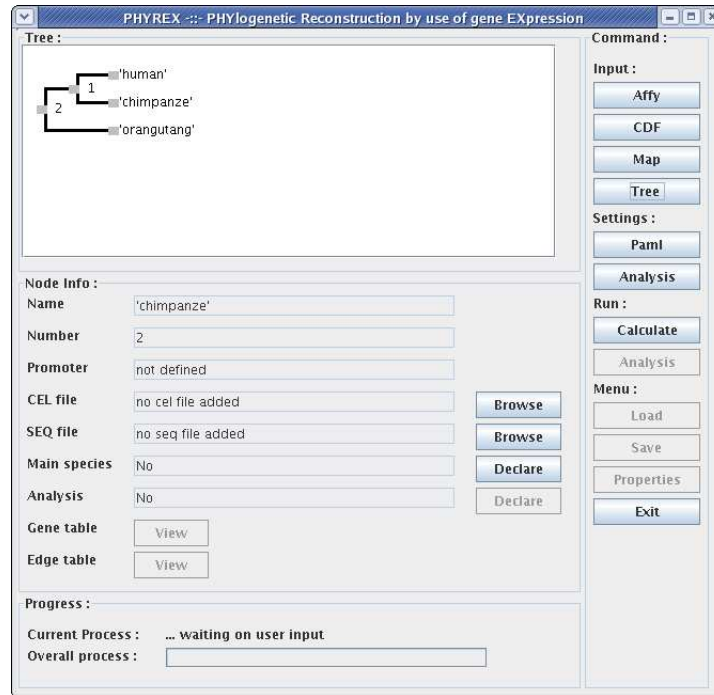 PHYREX -::- PHYlogenetic Reconstruction by use of gene EXpression
Tree :
'human'
1
'chimpanze'
2
'orangutang'
Node Info :
Name 'chimpanze'
Number 2
Promoter not defined
CEL file no cel file added Browse
SEQ file no seq file added Browse
Main species No Declare
Analysis No Declare
Gene table View
Edge table View
Progress :
Current Process : ... waiting on user input
Overall process :
Command :
Input :
Affy
CDF
Map
Tree
Settings :
Paml
Analysis
Run :
Calculate
Analysis
Menu :
Load
Save
Properties
Exit